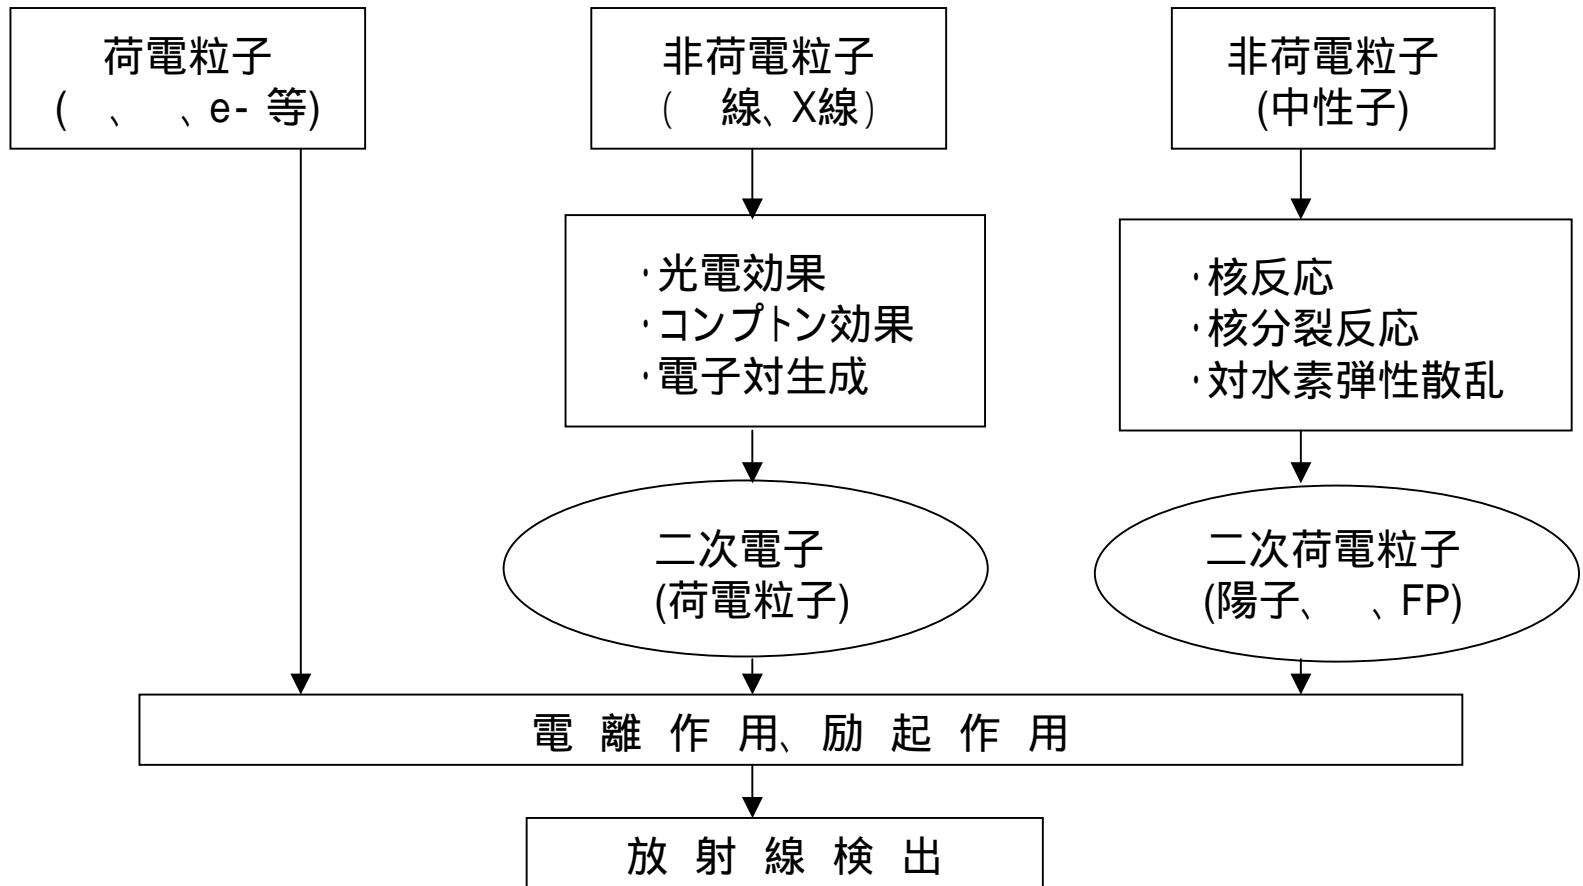 荷電粒子
( 、 、e- 等)
非荷電粒子
( 線、X線)
非荷電粒子
(中性子)
・光電効果
・コンプトン効果
・電子対生成
・核反応
・核分裂反応
・対水素弾性散乱
二次電子
(荷電粒子)
二次荷電粒子
(陽子、 、FP)
電 離 作 用、励 起 作 用
放 射 線 検 出